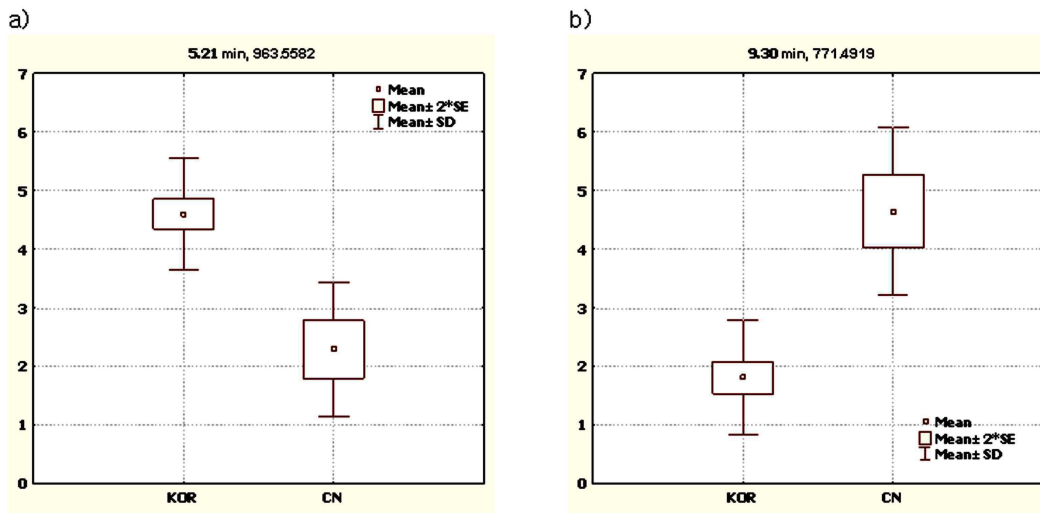 a)
5.21 min, 963.5582
7
6
5
4
3
2
1
0
Mean
Mean± 2*SE
Mean± SD
KOR CN
b)
9.30 min, 771.4919
7
6
5
4
3
2
1
0
Mean
Mean± 2*SE
Mean± SD
KOR CN